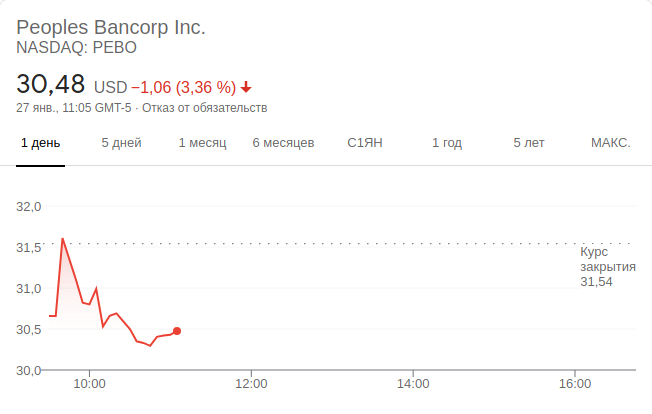 Peoples Bancorp Inc.
NASDAQ: PEBO
30,48 USD −1,06 (3,36 %)
27 янв., 11:05 GMT-5 · Отказ от обязательств
1 день 5 дней 1 месяц 6 месяцев С1ЯН 1 год 5 лет МАКС.
32,0
31,5
Курс
закрытия
31,54
31,0
30,5
30,0
10:00 12:00 14:00 16:00